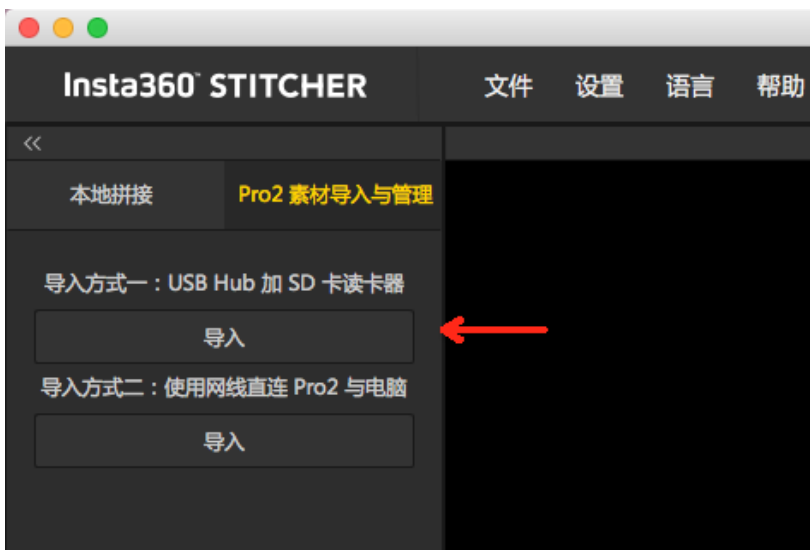 Insta360™ STITCHER 文件 设置 语言 帮助
«
本地拼接 Pro2 素材导入与管理
导入方式一：USB Hub 加 SD 卡读卡器
导入
导入方式二：使用网线直连 Pro2 与电脑
导入